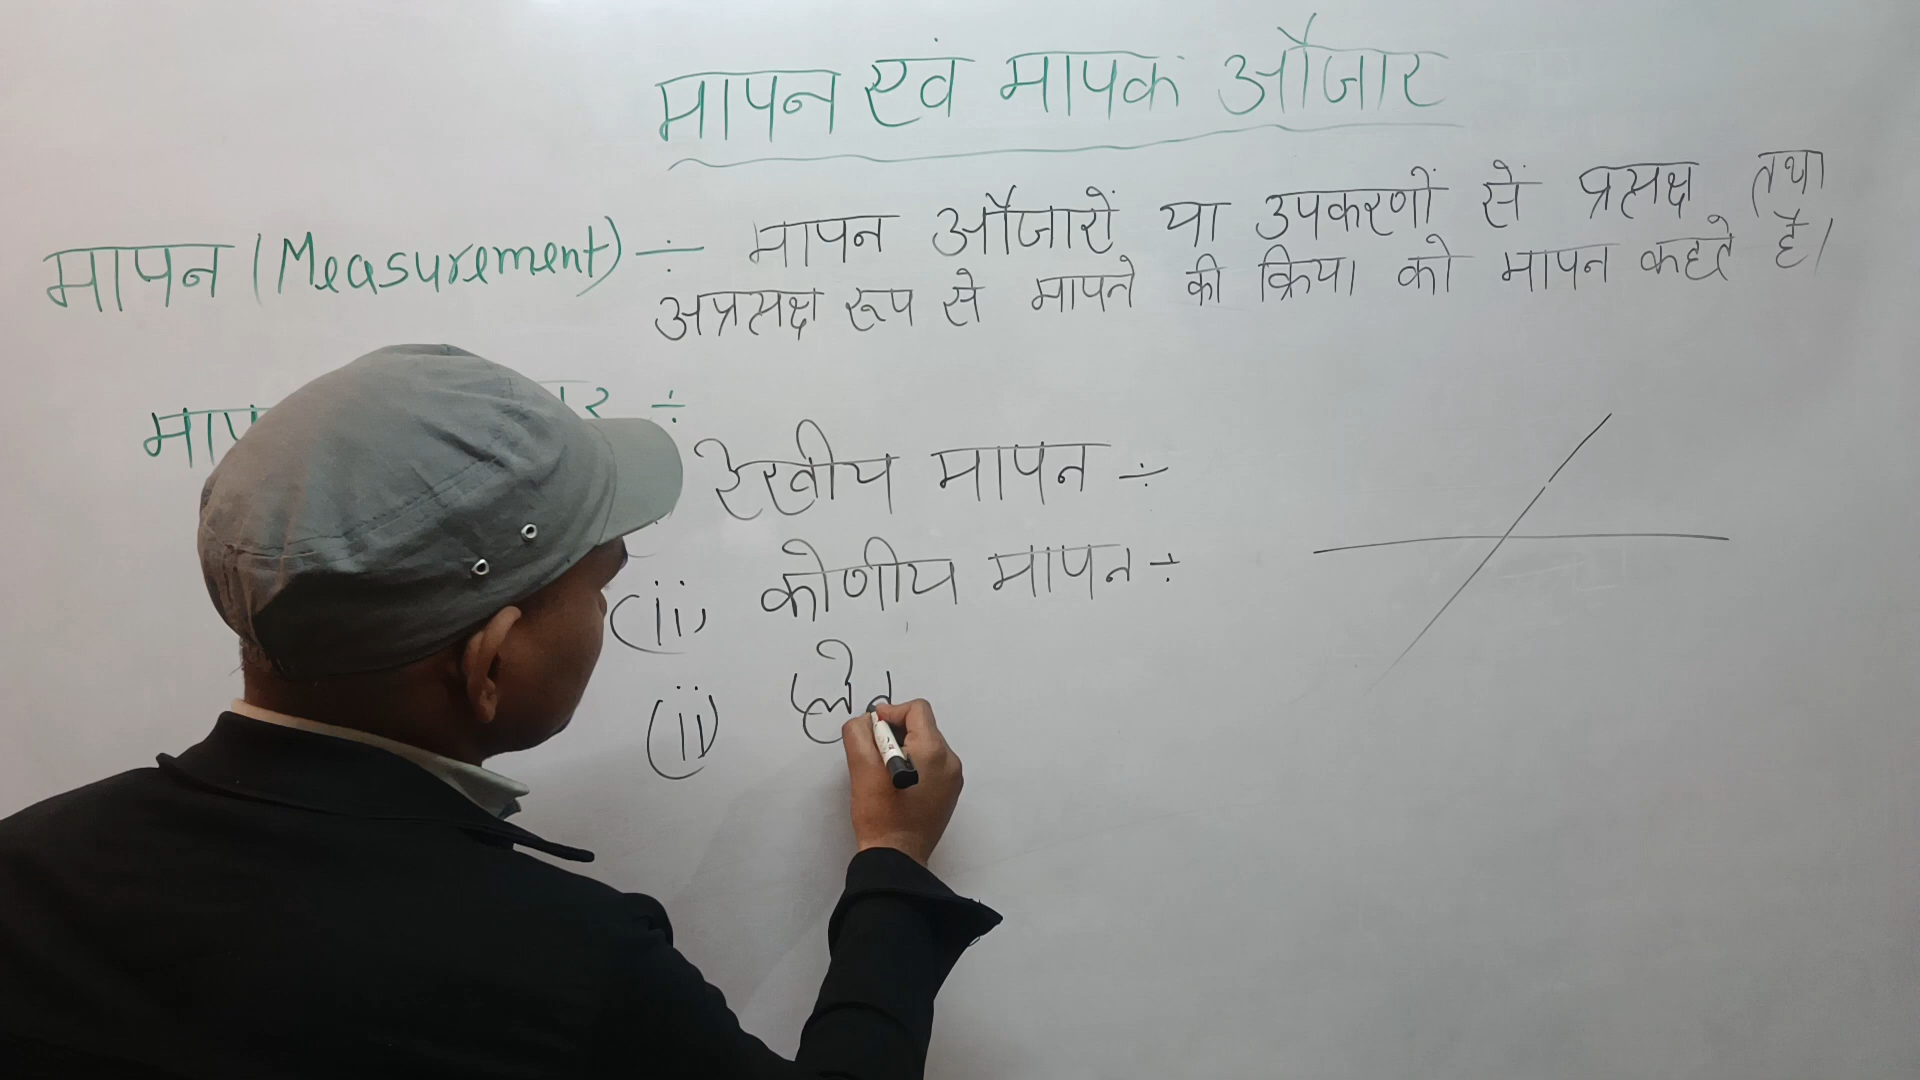 मापन एवं मापक औजार
मापन (Measurement) ÷ मापन औजारों या उपकरणों से प्रत्यक्ष तथा
अप्रत्यक्ष रूप से मापने की क्रिया को मापन कहते हैं।
रेखीय मापन ÷
(ii) कोणीय मापन ÷
(ii)